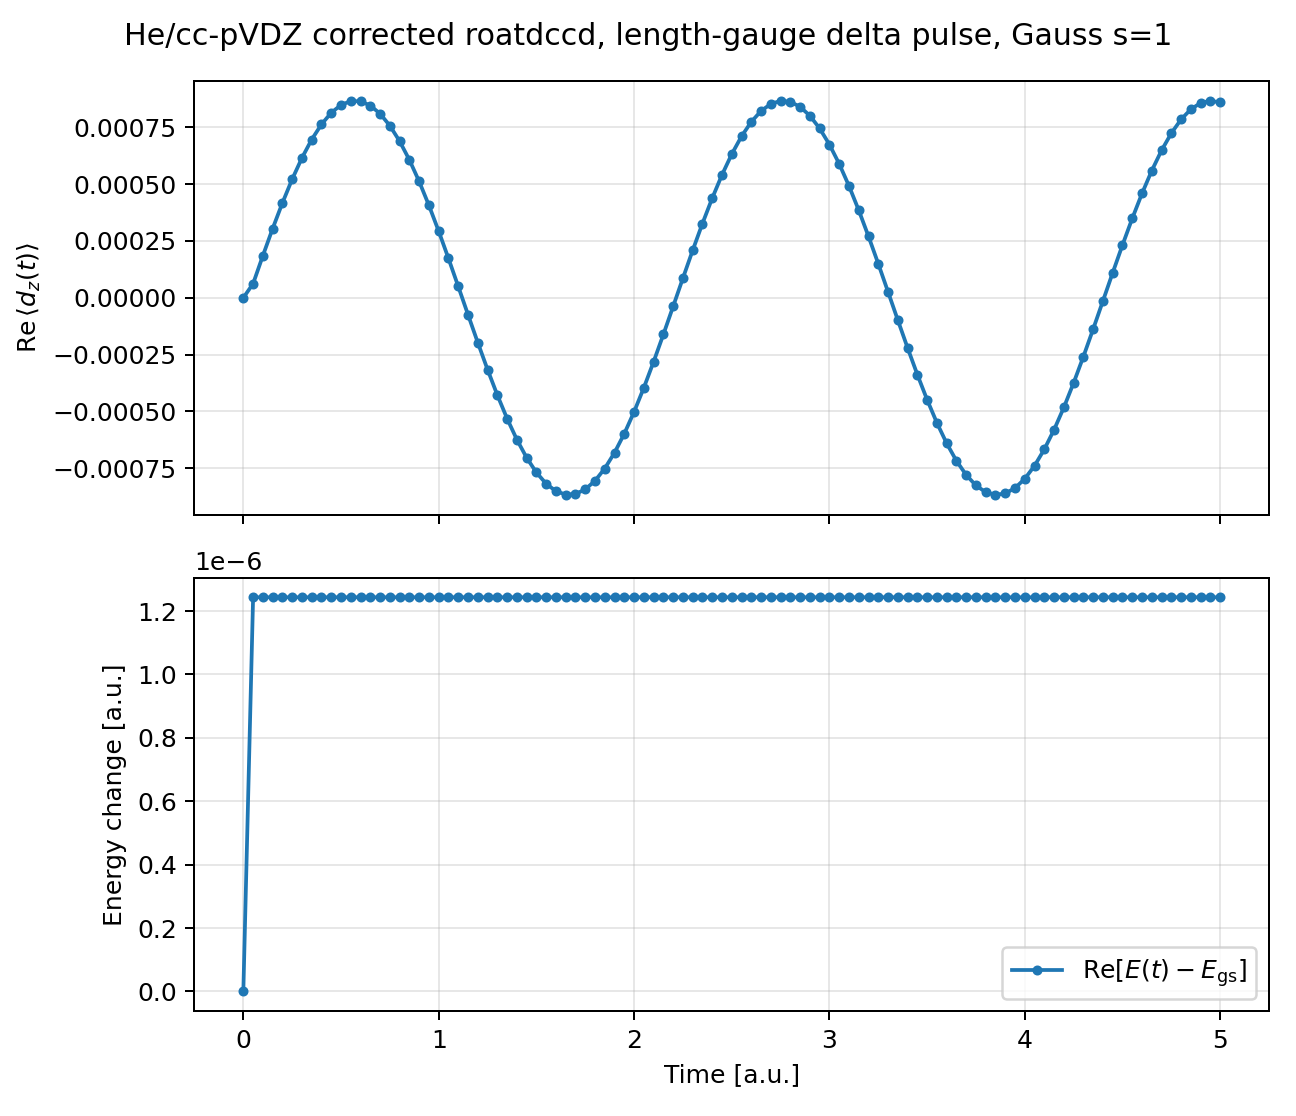 He/cc-pVDZ corrected roatdccd, length-gauge delta pulse, Gauss s=1
0.00075
0.00050
0.00025
0.00000
−0.00025
−0.00050
−0.00075
Re⟨d_z(t)⟩
1e−6
1.2
1.0
0.8
0.6
0.4
0.2
0.0
Energy change [a.u.]
Re[E(t) − E_gs]
0 1 2 3 4 5
Time [a.u.]